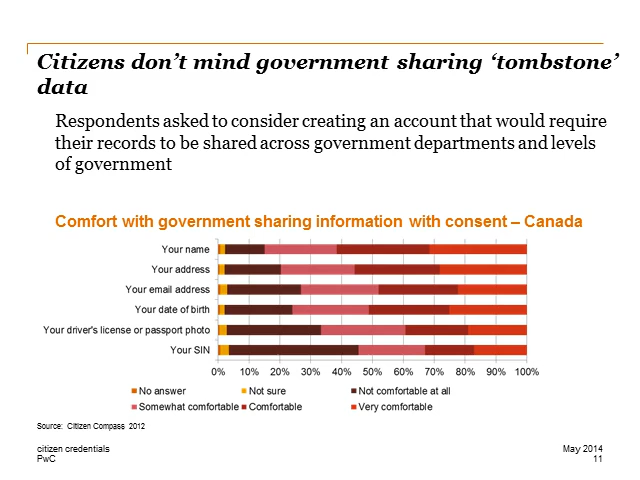 Citizens don’t mind government sharing ‘tombstone’
data
Respondents asked to consider creating an account that would require
their records to be shared across government departments and levels
of government
Comfort with government sharing information with consent – Canada
Your name
Your address
Your email address
Your date of birth
Your driver's license or passport photo
Your SIN
0% 10% 20% 30% 40% 50% 60% 70% 80% 90% 100%
No answer Not sure Not comfortable at all
Somewhat comfortable Comfortable Very comfortable
Source: Citizen Compass 2012
citizen credentials May 2014
PwC 11